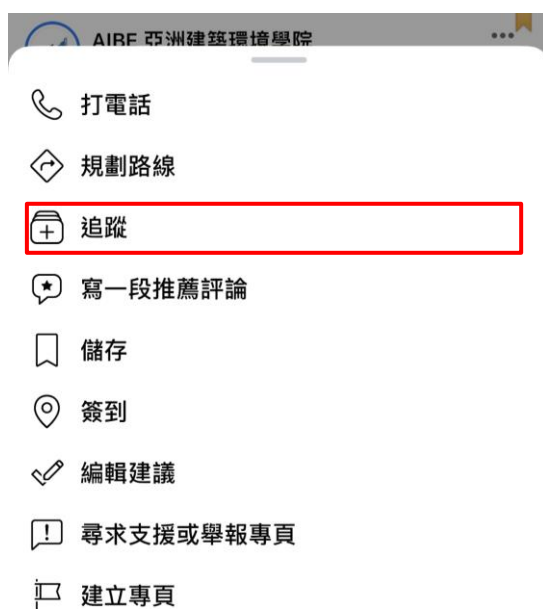 AIBE 亞洲建築環境學院
打電話
規劃路線
追蹤
寫一段推薦評論
儲存
簽到
編輯建議
尋求支援或舉報專頁
建立專頁